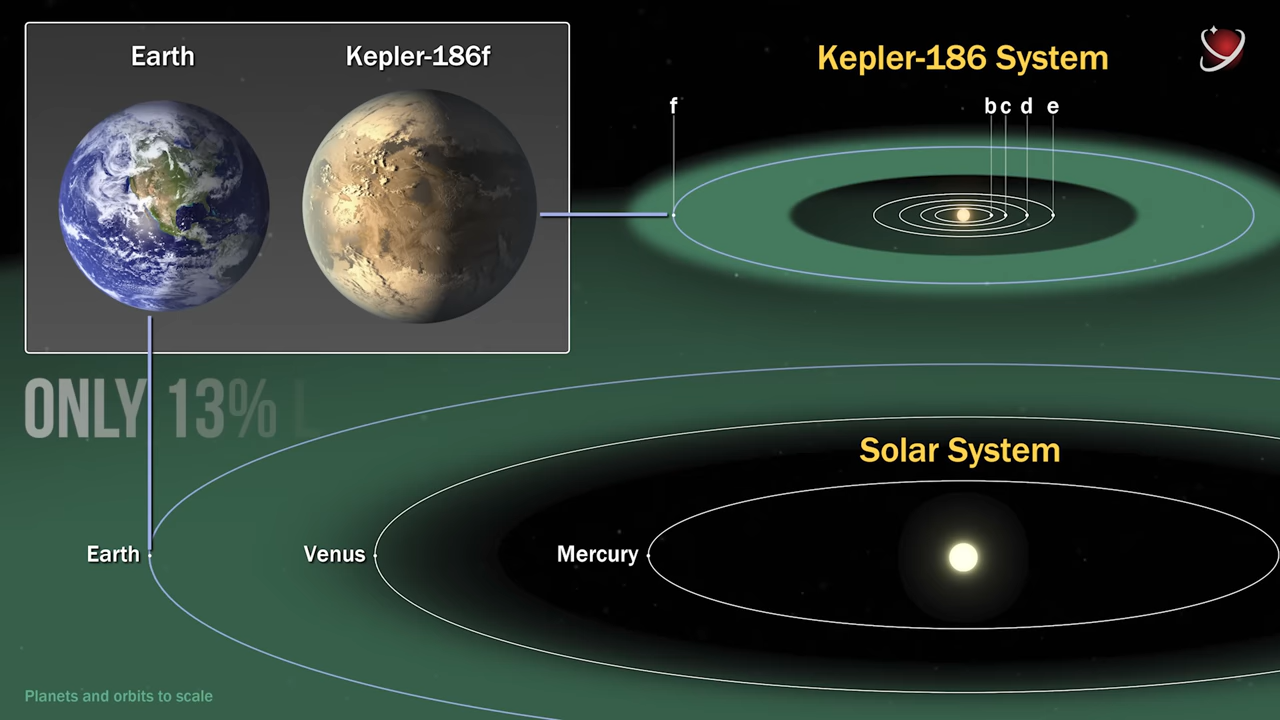 Earth
Kepler-186f
Kepler-186 System
f
b c d e
ONLY 13% L
Solar System
Earth
Venus
Mercury
Planets and orbits to scale